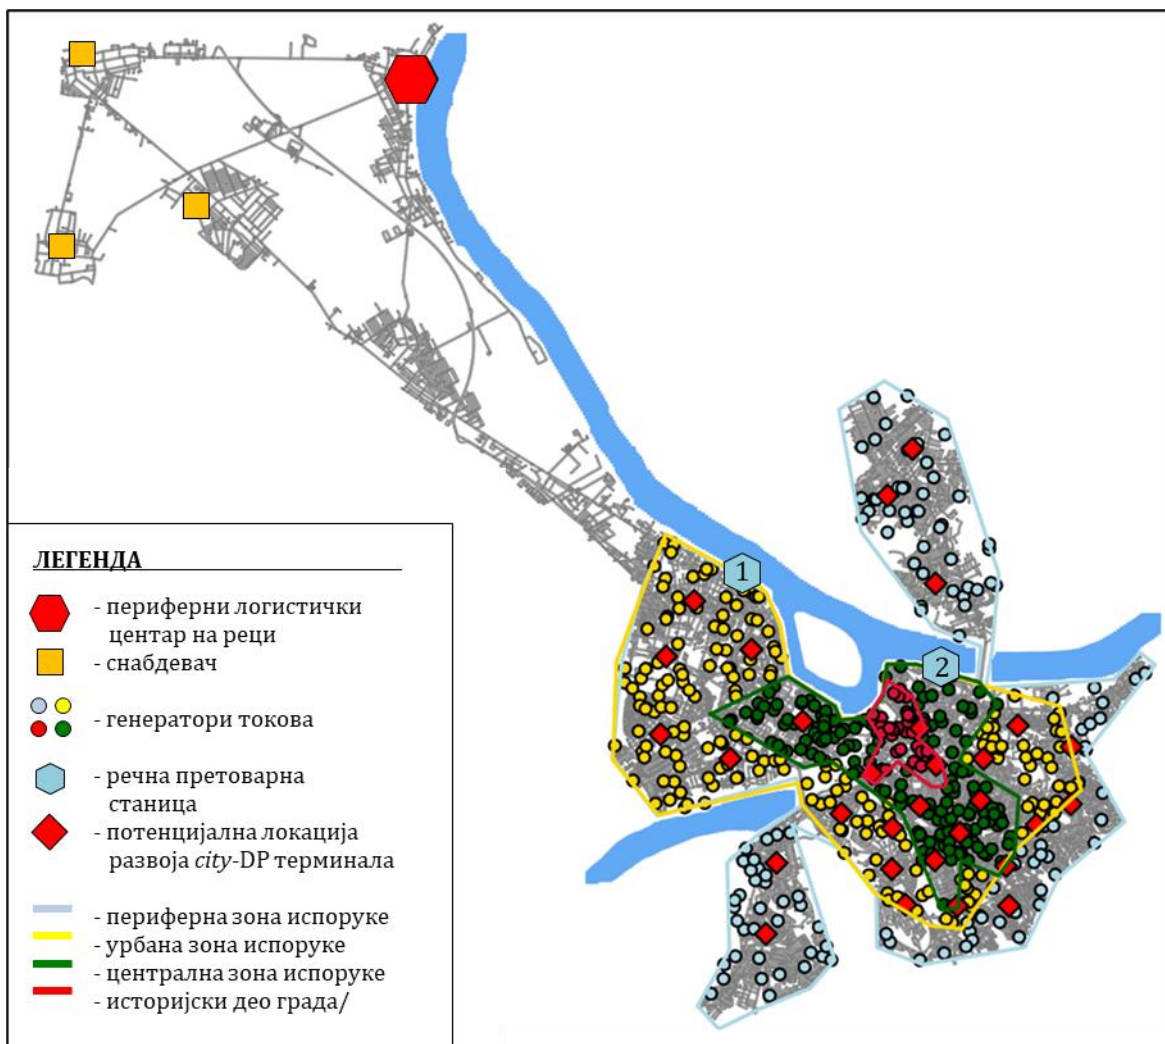 1
2
ЛЕГЕНДА
- периферни логистички
центар на реци
- снабдевач
- генератори токова
- речна претоварна
станица
- потенцијална локација
развоја city-DP терминала
- периферна зона испоруке
- урбана зона испоруке
- централна зона испоруке
- историјски део града/